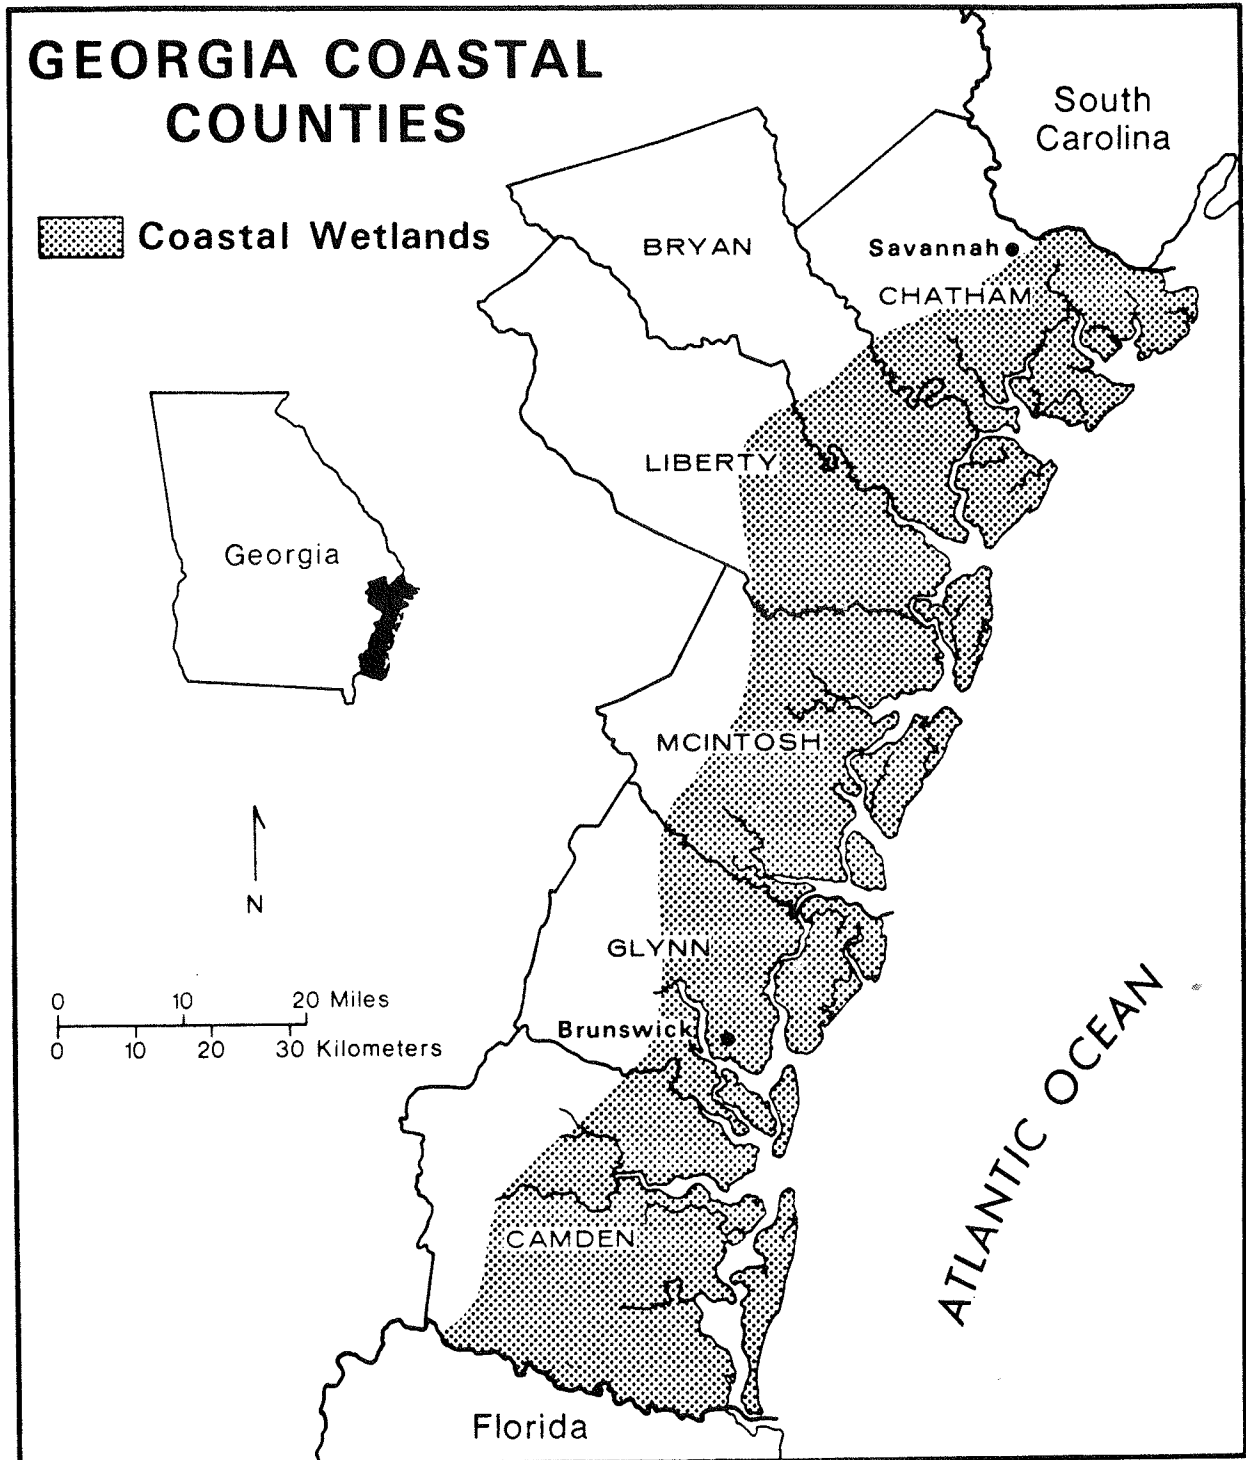 GEORGIA COASTAL
COUNTIES
South
Carolina
Coastal Wetlands
BRYAN
Savannah
CHATHAM
LIBERTY
Georgia
MCINTOSH
N
GLYNN
0 10 20 Miles
Brunswick
0 10 20 30 Kilometers
ATLANTIC OCEAN
CAMDEN
Florida